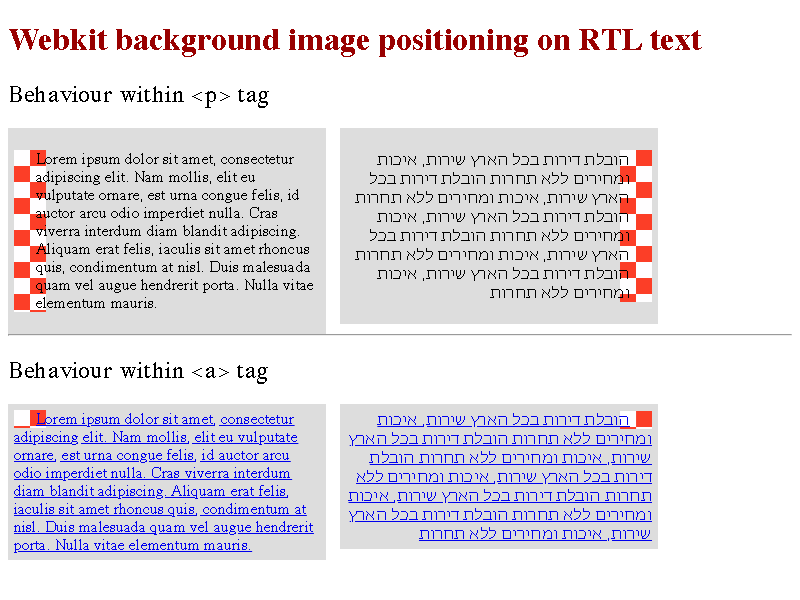 Webkit background image positioning on RTL text
Behaviour within <p> tag
Lorem ipsum dolor sit amet, consectetur
adipiscing elit. Nam mollis, elit eu
vulputate ornare, est urna congue felis, id
auctor arcu odio imperdiet nulla. Cras
viverra interdum diam blandit adipiscing.
Aliquam erat felis, iaculis sit amet rhoncus
quis, condimentum at nisl. Duis malesuada
quam vel augue hendrerit porta. Nulla vitae
elementum mauris.
הובלת דירות בכל הארץ שירות, איכות
ומחירים ללא תחרות הובלת דירות בכל
הארץ שירות, איכות ומחירים ללא תחרות
הובלת דירות בכל הארץ שירות, איכות
ומחירים ללא תחרות הובלת דירות בכל
הארץ שירות, איכות ומחירים ללא תחרות
הובלת דירות בכל הארץ שירות, איכות
ומחירים ללא תחרות
Behaviour within <a> tag
Lorem ipsum dolor sit amet, consectetur
adipiscing elit. Nam mollis, elit eu vulputate
ornare, est urna congue felis, id auctor arcu
odio imperdiet nulla. Cras viverra interdum
diam blandit adipiscing. Aliquam erat felis,
iaculis sit amet rhoncus quis, condimentum at
nisl. Duis malesuada quam vel augue hendrerit
porta. Nulla vitae elementum mauris.
הובלת דירות בכל הארץ שירות, איכות
ומחירים ללא תחרות הובלת דירות בכל הארץ
שירות, איכות ומחירים ללא תחרות הובלת
דירות בכל הארץ שירות, איכות ומחירים ללא
תחרות הובלת דירות בכל הארץ שירות, איכות
ומחירים ללא תחרות הובלת דירות בכל הארץ
שירות, איכות ומחירים ללא תחרות